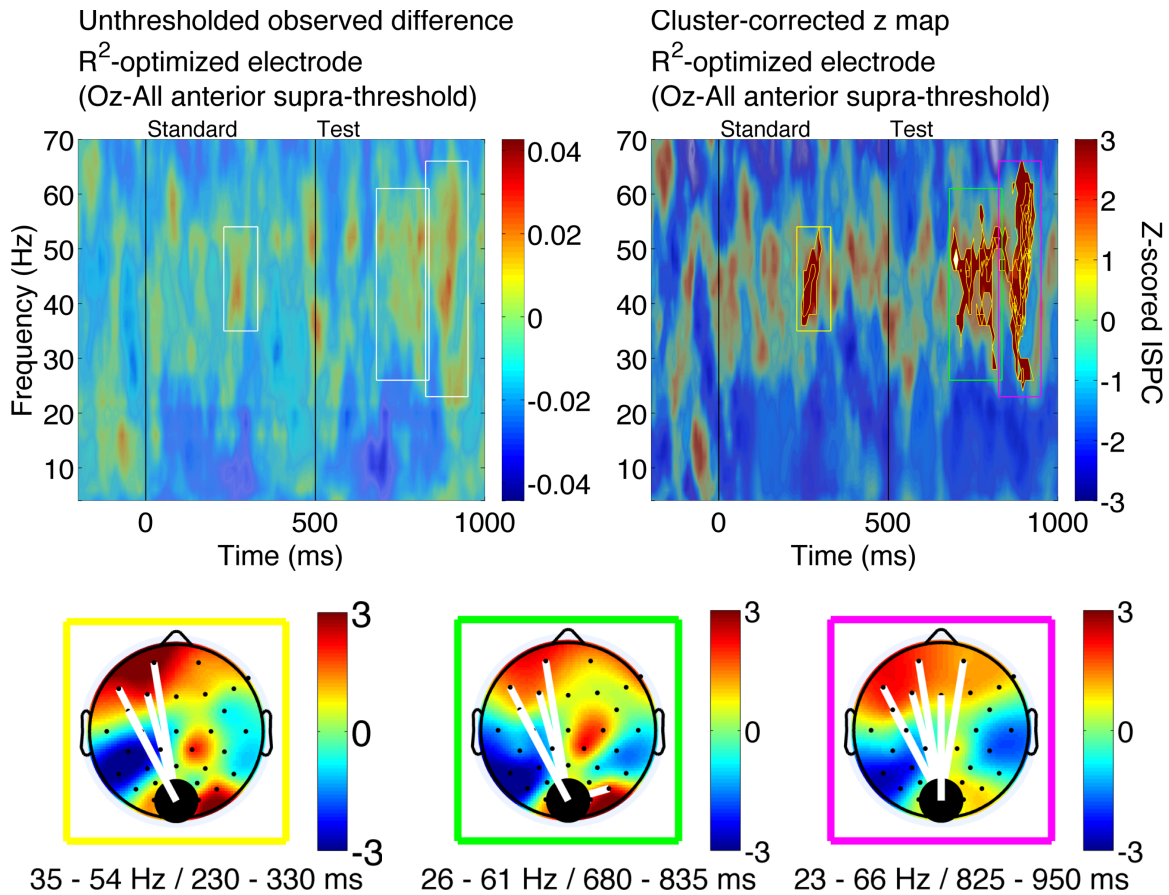 Unthresholded observed difference
R²-optimized electrode
(Oz-All anterior supra-threshold)
Standard Test
70
60
50
40
30
20
10
Frequency (Hz)
0 500 1000
Time (ms)
0.04
0.02
0
-0.02
-0.04
Cluster-corrected z map
R²-optimized electrode
(Oz-All anterior supra-threshold)
Standard Test
70
60
50
40
30
20
10
0 500 1000
Time (ms)
3
2
1
0
-1
-2
-3
Z-scored ISPC
3
0
-3
35 - 54 Hz / 230 - 330 ms
3
0
-3
26 - 61 Hz / 680 - 835 ms
3
0
-3
23 - 66 Hz / 825 - 950 ms